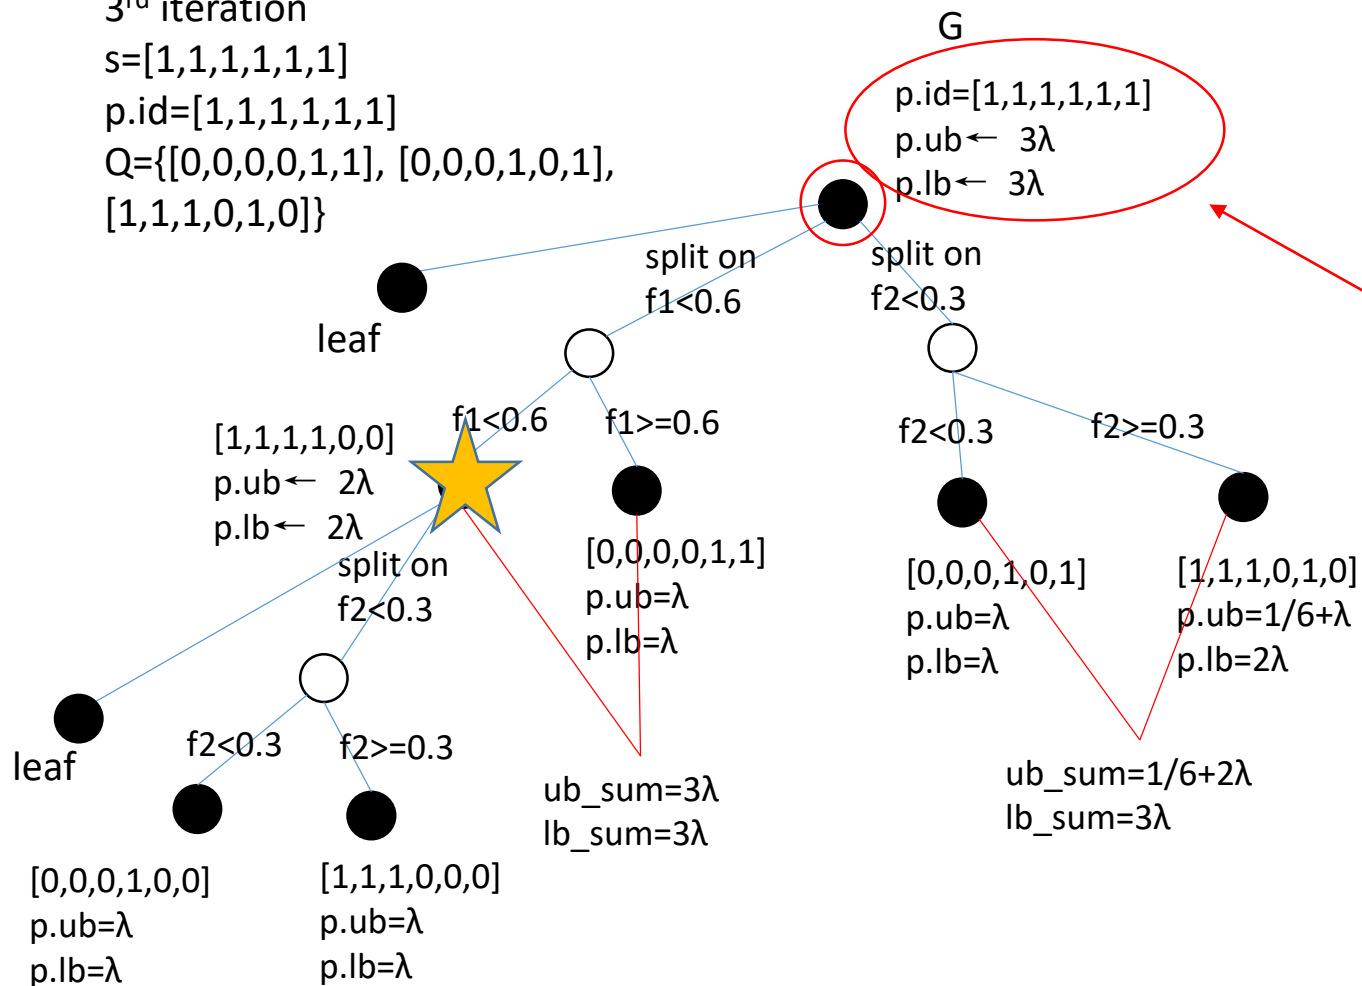 3rd iteration
s=[1,1,1,1,1,1]
p.id=[1,1,1,1,1,1]
Q={[0,0,0,0,1,1], [0,0,0,1,0,1],
[1,1,1,0,1,0]}
G
p.id=[1,1,1,1,1,1]
p.ub← 3λ
p.lb← 3λ
leaf
split on
f1<0.6
split on
f2<0.3
f1<0.6
f1>=0.6
f2<0.3
f2>=0.3
[1,1,1,1,0,0]
p.ub← 2λ
p.lb← 2λ
[0,0,0,0,1,1]
p.ub=λ
p.lb=λ
[0,0,0,1,0,1]
p.ub=λ
p.lb=λ
[1,1,1,0,1,0]
p.ub=1/6+λ
p.lb=2λ
split on
f2<0.3
leaf
f2<0.3
f2>=0.3
ub_sum=3λ
lb_sum=3λ
ub_sum=1/6+2λ
lb_sum=3λ
[0,0,0,1,0,0]
p.ub=λ
p.lb=λ
[1,1,1,0,0,0]
p.ub=λ
p.lb=λ